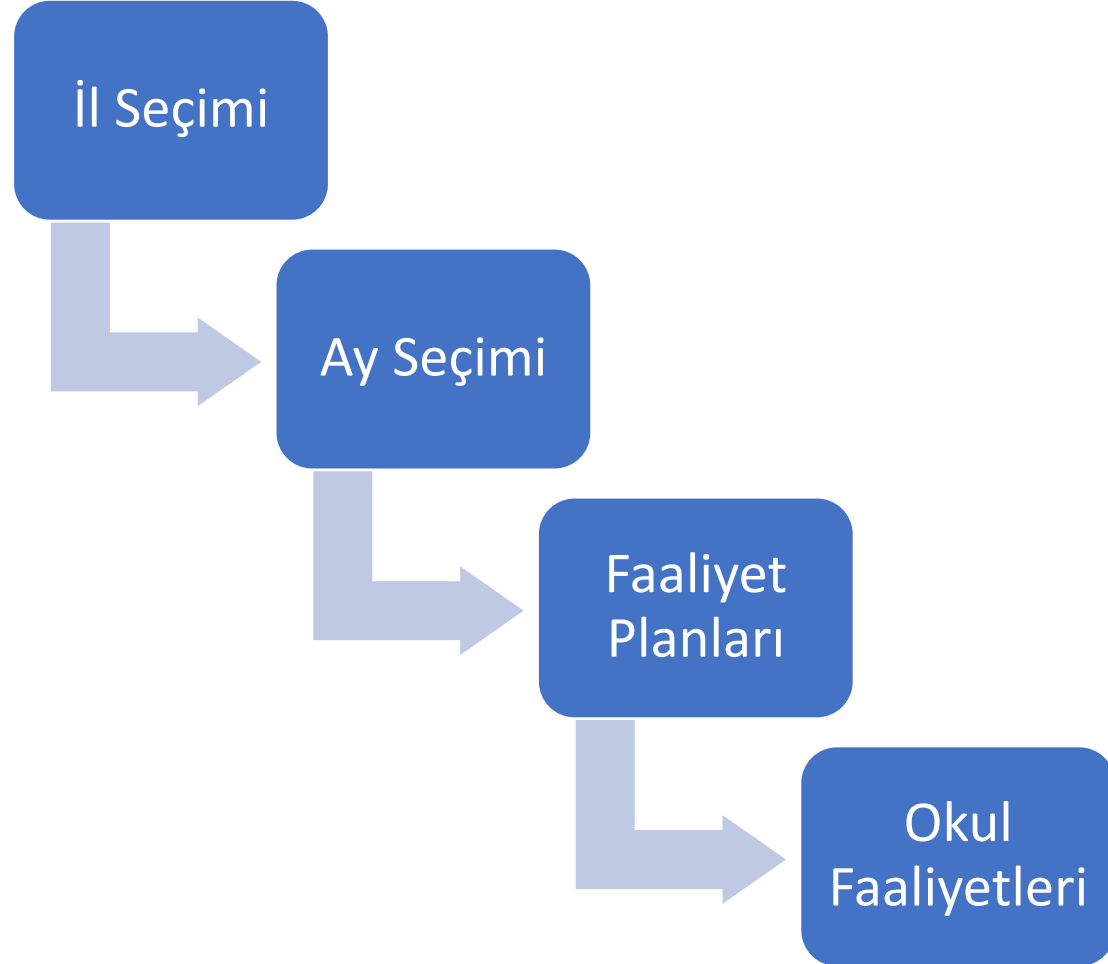 İl Seçimi
Ay Seçimi
Faaliyet
Planları
Okul
Faaliyetleri